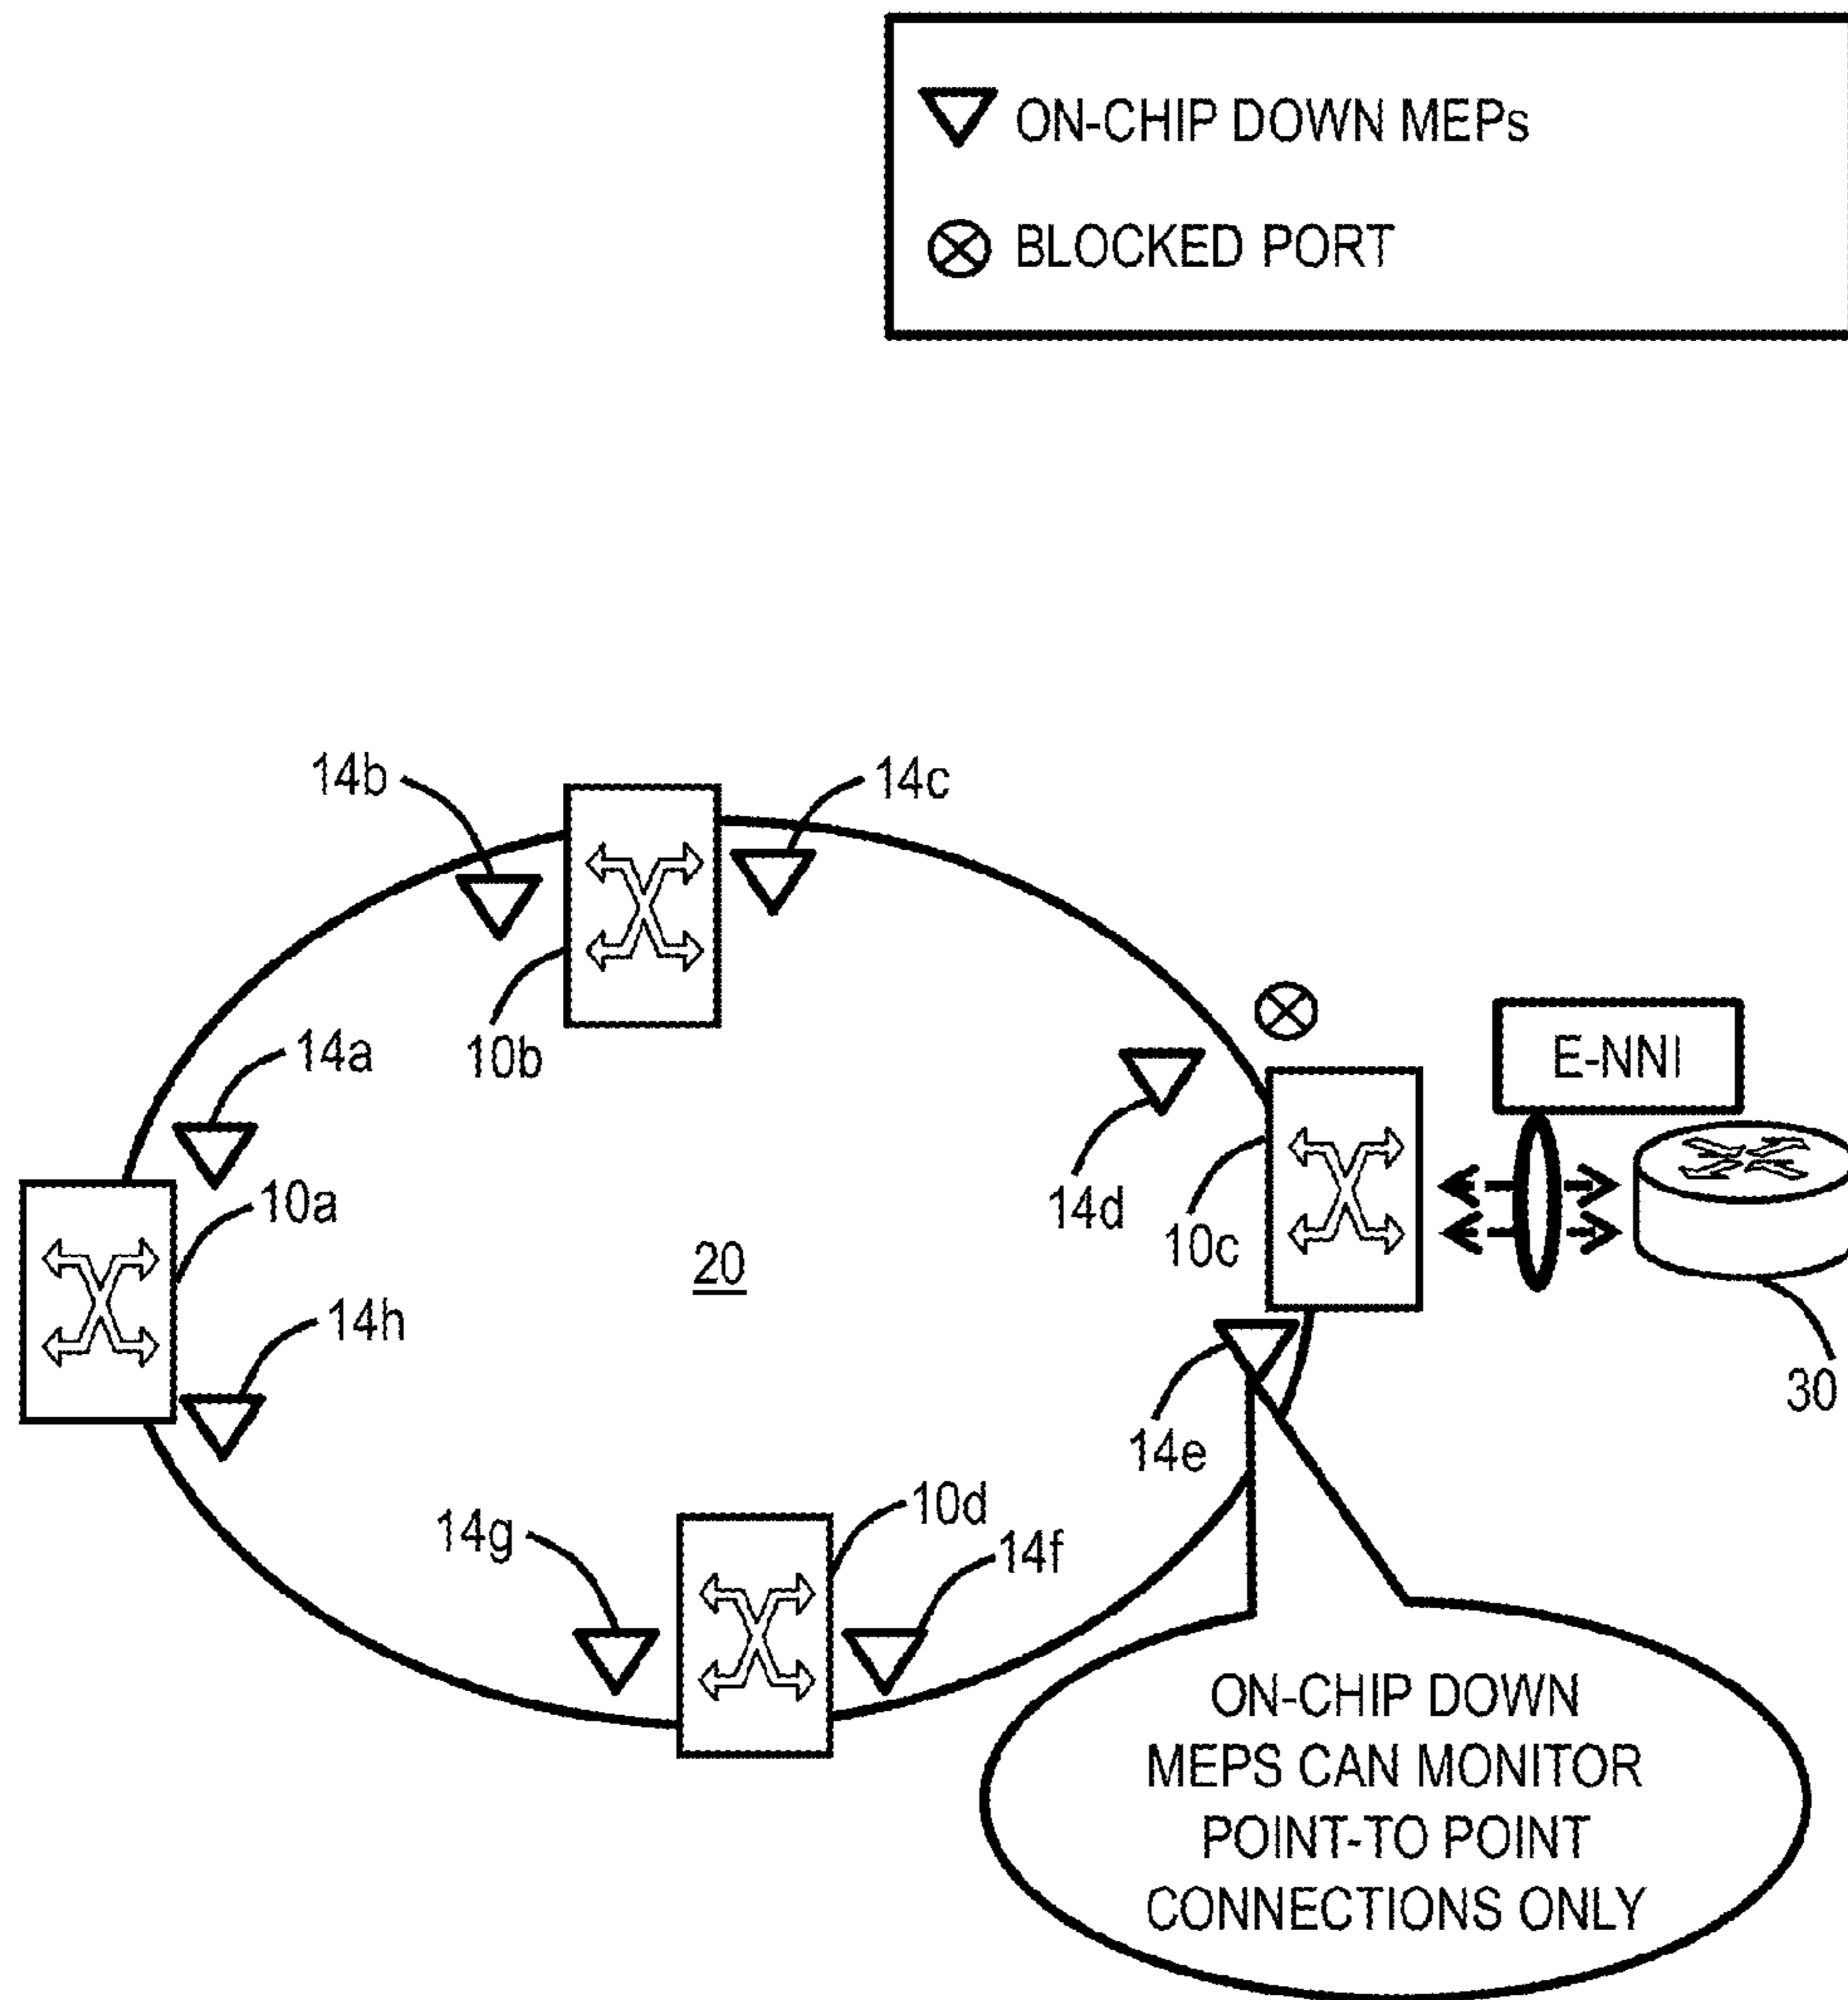 ON-CHIP DOWN MEPs
BLOCKED PORT
14b
14c
10b
14a
E-NNI
10a
14d
10c
20
14h
30
14e
14g
10d
14f
ON-CHIP DOWN
MEPS CAN MONITOR
POINT-TO POINT
CONNECTIONS ONLY